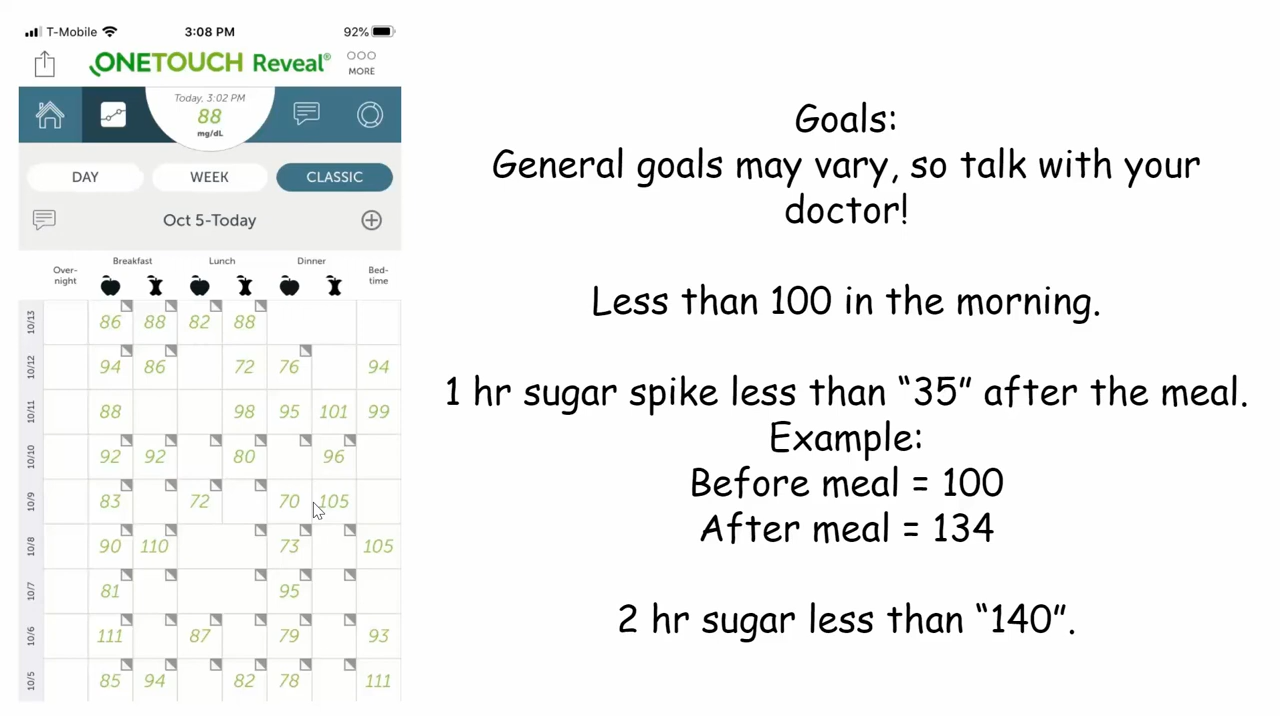 T-Mobile 3:08 PM 92%
ONETOUCH Reveal®
MORE
Today, 3:02 PM
88
mg/dL
DAY WEEK CLASSIC
Oct 5-Today
Breakfast Lunch Dinner
Over-
night
Bed-
time
10/13 86 88 82 88
10/12 94 86 72 76 94
10/11 88 98 95 101 99
10/10 92 92 80 96
10/9 83 72 70 105
10/8 90 110 73 105
10/7 81 95
10/6 111 87 79 93
10/5 85 94 82 78 111
Goals:
General goals may vary, so talk with your
doctor!
Less than 100 in the morning.
1 hr sugar spike less than “35” after the meal.
Example:
Before meal = 100
After meal = 134
2 hr sugar less than “140”.